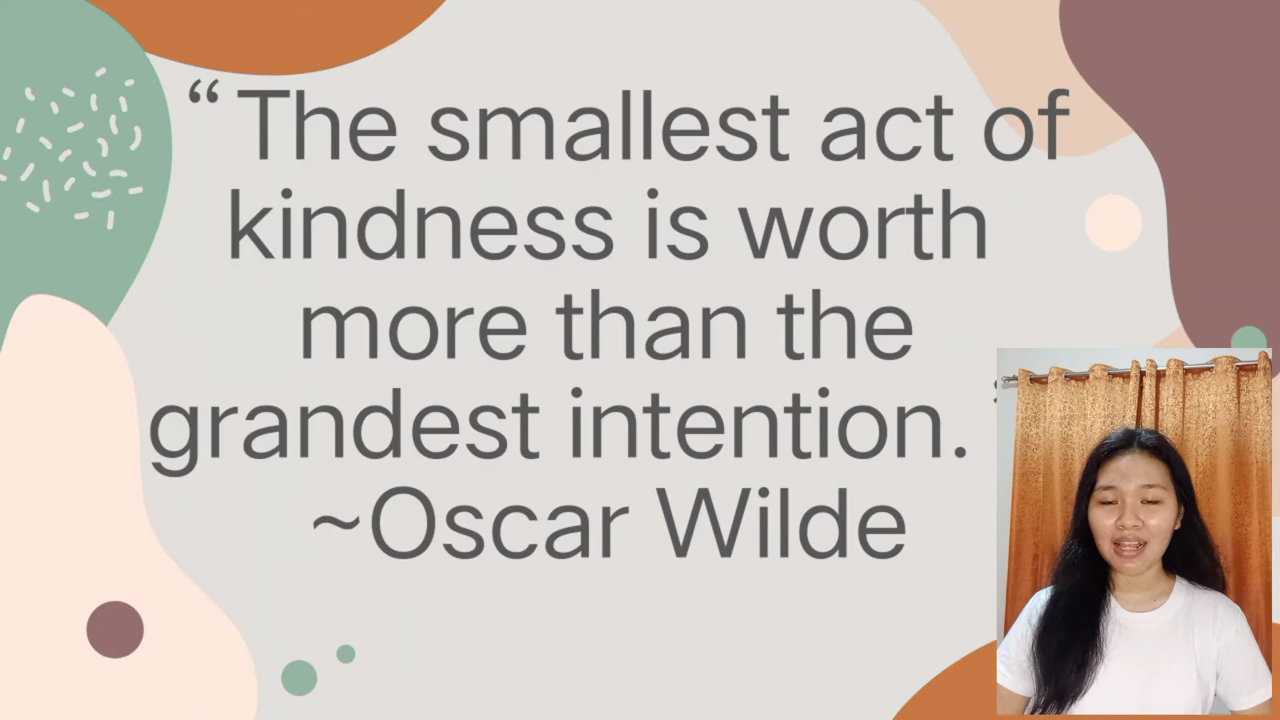 “ The smallest act of
kindness is worth
more than the
grandest intention. ”
~Oscar Wilde